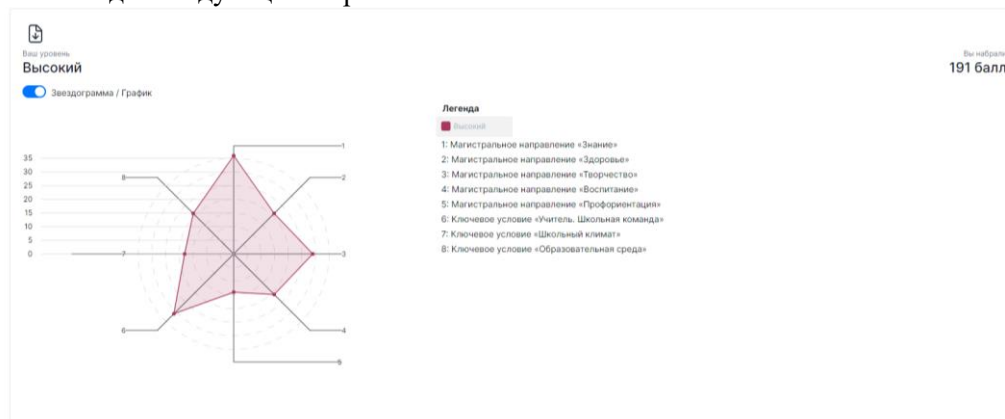 Ваш уровень
Высокий
Вы набрали
191 балл
Звездограмма / График
Легенда
Высокий
1: Магистральное направление «Знание»
2: Магистральное направление «Здоровье»
3: Магистральное направление «Творчество»
4: Магистральное направление «Воспитание»
5: Магистральное направление «Профориентация»
6: Ключевое условие «Учитель. Школьная команда»
7: Ключевое условие «Школьный климат»
8: Ключевое условие «Образовательная среда»
35
30
25
20
15
10
5
0
1
2
3
4
5
6
7
8